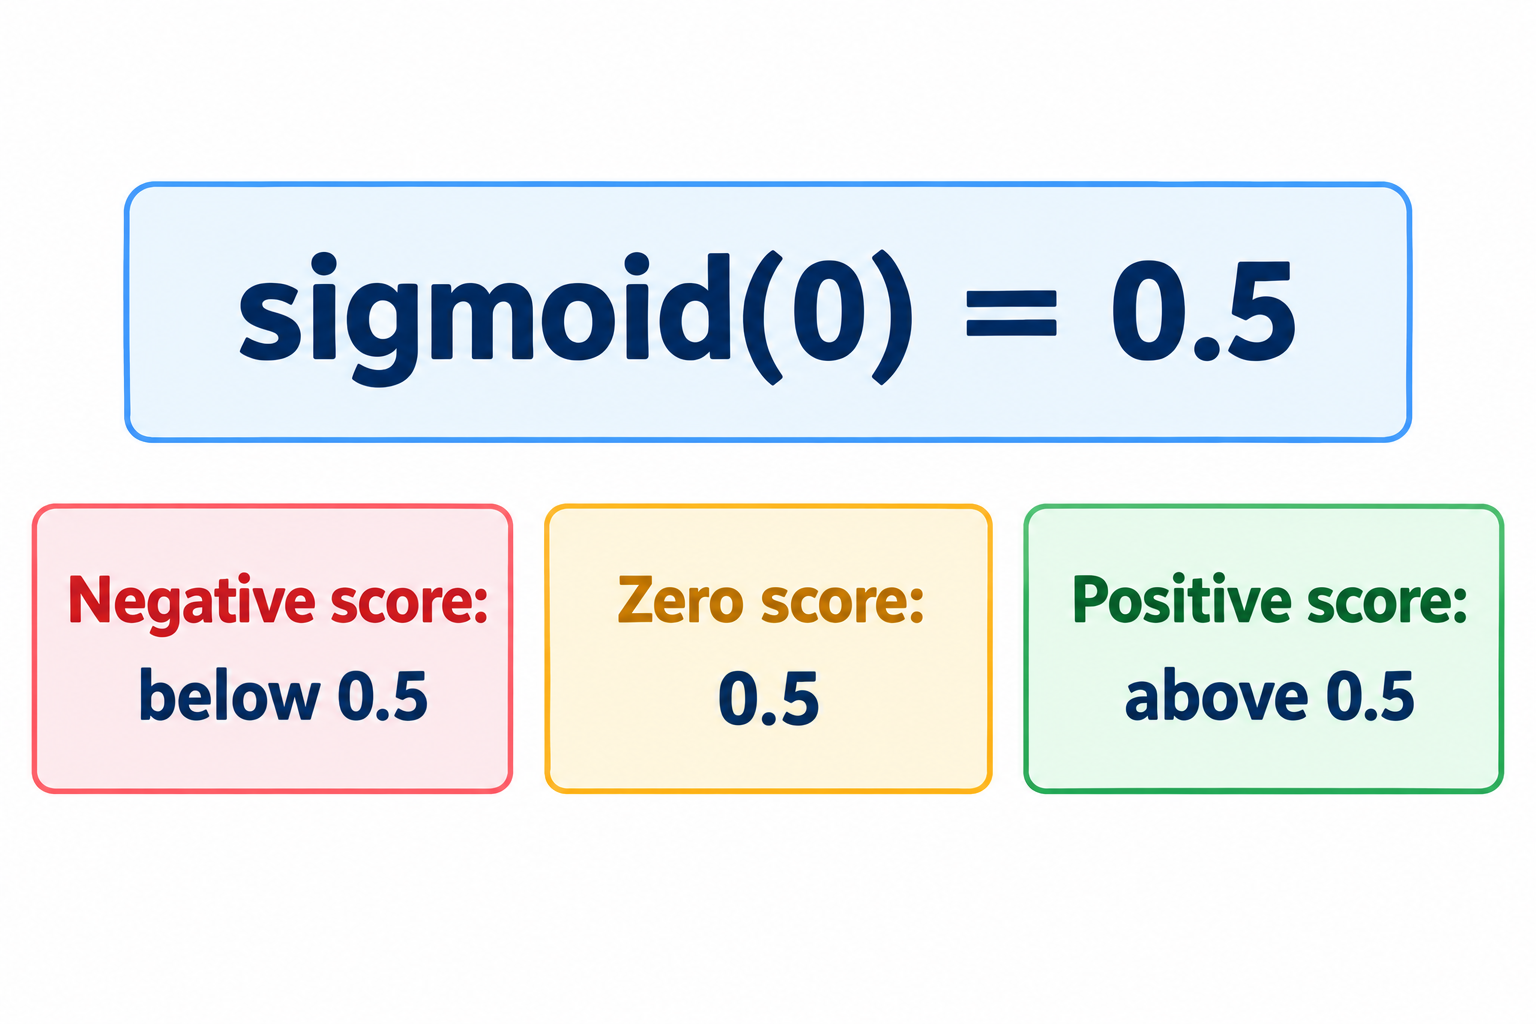 sigmoid(0) = 0.5
Negative score:
below 0.5
Zero score:
0.5
Positive score:
above 0.5